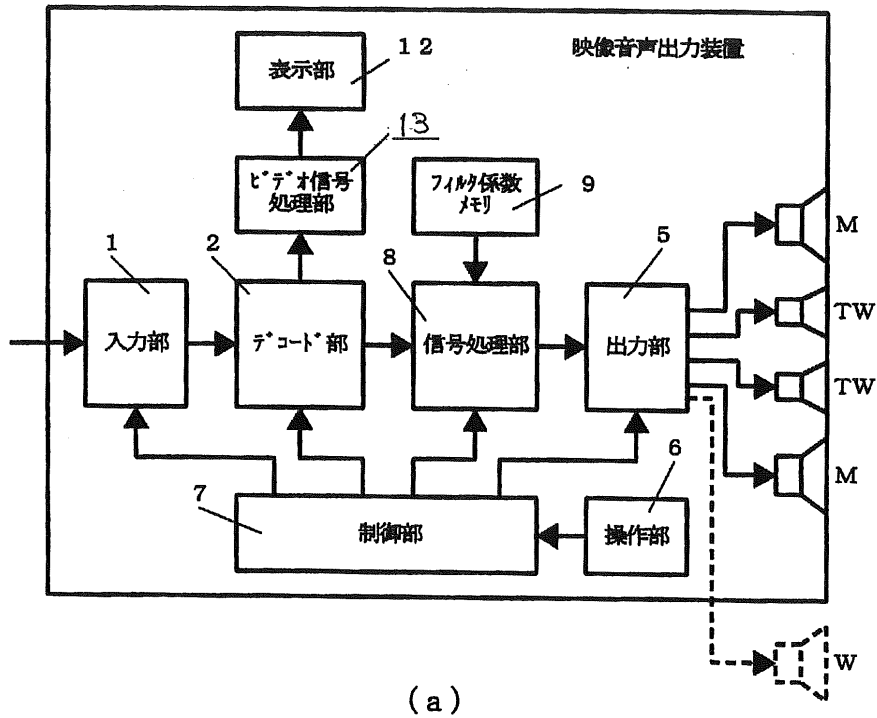 映像音声出力装置
12
表示部
13
ﾋﾞﾃﾞｵ信号
処理部
ﾌｨﾙﾀ係数
ﾒﾓﾘ
9
1
入力部
2
ﾃﾞｺｰﾄﾞ部
8
信号処理部
5
出力部
M
TW
TW
M
7
制御部
6
操作部
W
(a)